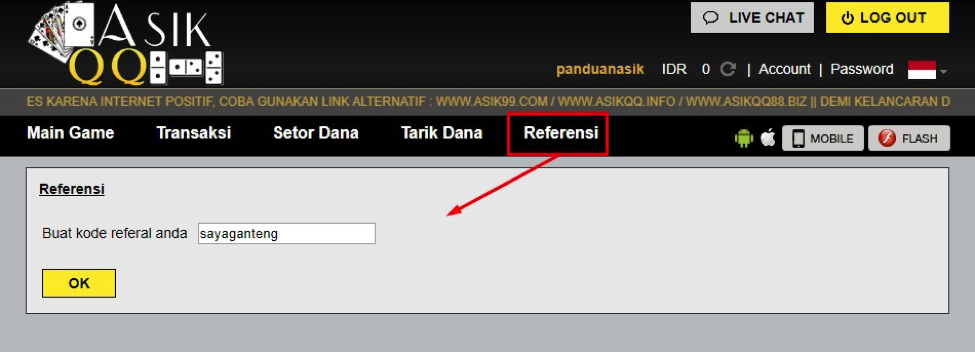 ASIK
QQ
LIVE CHAT
LOG OUT
panduanasik IDR 0 | Account | Password
ES KARENA INTERNET POSITIF, COBA GUNAKAN LINK ALTERNATIF : WWW.ASIK99.COM / WWW.ASIKQQ.INFO / WWW.ASIKQQ88.BIZ || DEMI KELANCARAN D
Main Game Transaksi Setor Dana Tarik Dana Referensi MOBILE FLASH
Referensi
Buat kode referal anda sayaganteng
OK